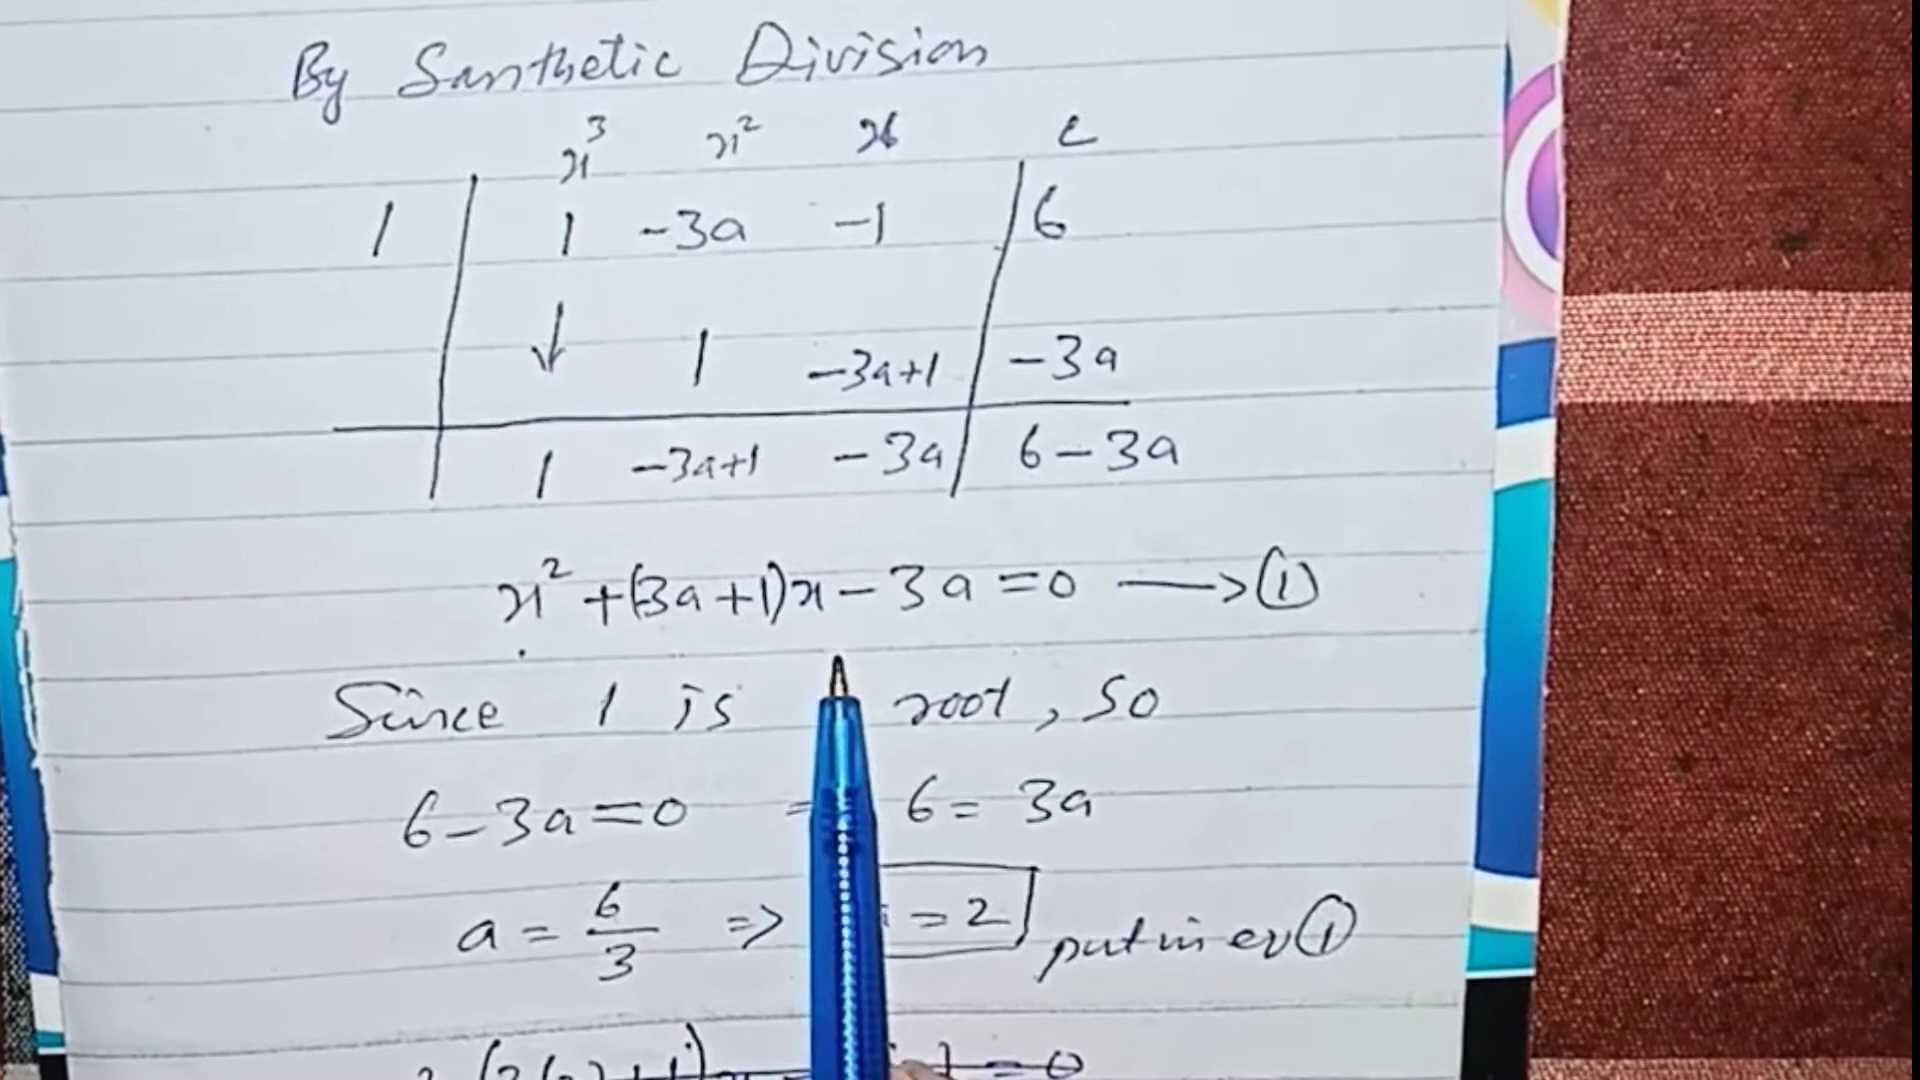 By Santhetic Division
x³ x² x c
1 1 -3a -1 6
↓ 1 -3a+1 -3a
1 -3a+1 -3a 6-3a
x² +(-3a+1)x - 3a = 0 → ①
Since 1 is root, so
6-3a=0 = 6 = 3a
a = 6/3 => = 2 put in eq ①